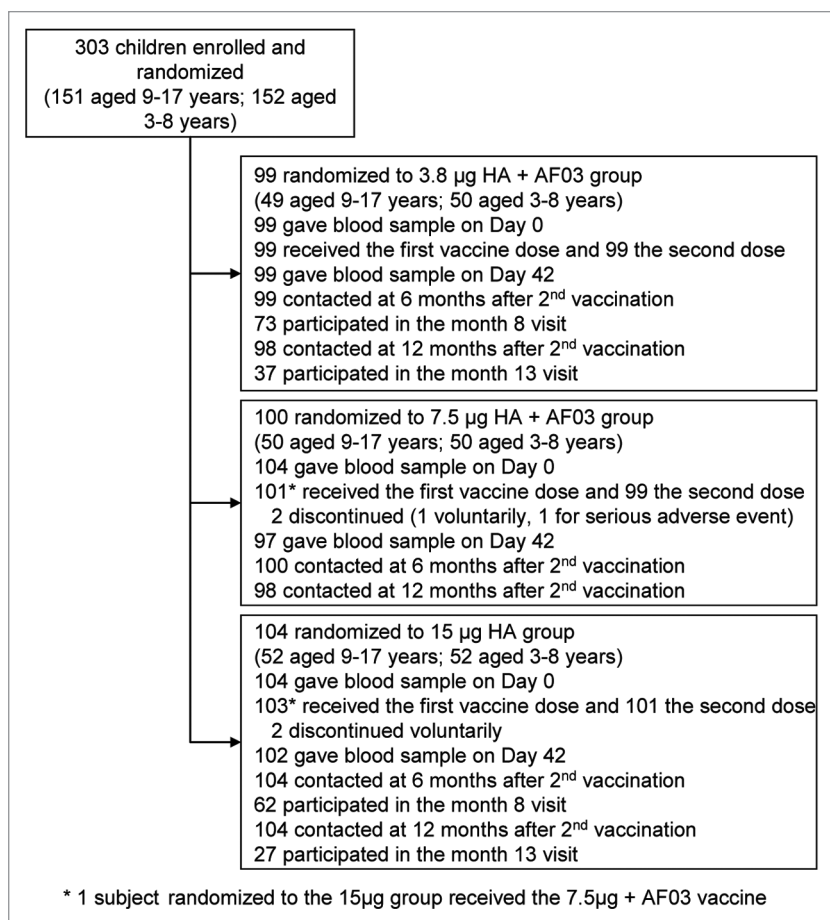 303 children enrolled and
randomized
(151 aged 9-17 years; 152 aged
3-8 years)
99 randomized to 3.8 µg HA + AF03 group
(49 aged 9-17 years; 50 aged 3-8 years)
99 gave blood sample on Day 0
99 received the first vaccine dose and 99 the second dose
99 gave blood sample on Day 42
99 contacted at 6 months after 2nd vaccination
73 participated in the month 8 visit
98 contacted at 12 months after 2nd vaccination
37 participated in the month 13 visit
100 randomized to 7.5 µg HA + AF03 group
(50 aged 9-17 years; 50 aged 3-8 years)
104 gave blood sample on Day 0
101* received the first vaccine dose and 99 the second dose
2 discontinued (1 voluntarily, 1 for serious adverse event)
97 gave blood sample on Day 42
100 contacted at 6 months after 2nd vaccination
98 contacted at 12 months after 2nd vaccination
104 randomized to 15 µg HA group
(52 aged 9-17 years; 52 aged 3-8 years)
104 gave blood sample on Day 0
103* received the first vaccine dose and 101 the second dose
2 discontinued voluntarily
102 gave blood sample on Day 42
104 contacted at 6 months after 2nd vaccination
62 participated in the month 8 visit
104 contacted at 12 months after 2nd vaccination
27 participated in the month 13 visit
* 1 subject randomized to the 15µg group received the 7.5µg + AF03 vaccine